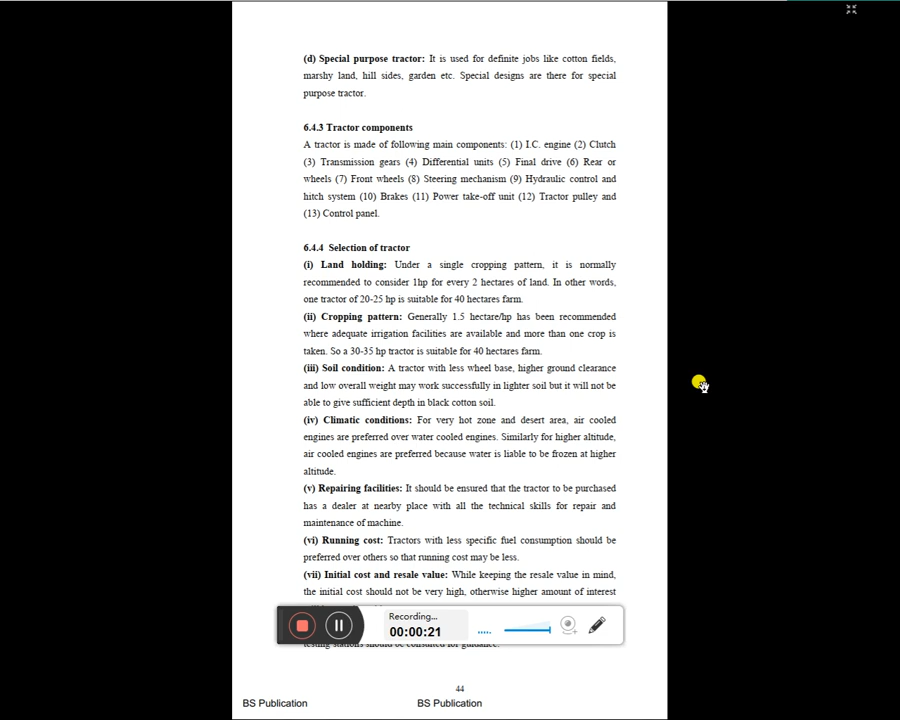 (d) Special purpose tractor: It is used for definite jobs like cotton fields,
marshy land, hill sides, garden etc. Special designs are there for special
purpose tractor.
6.4.3 Tractor components
A tractor is made of following main components: (1) I.C. engine (2) Clutch
(3) Transmission gears (4) Differential units (5) Final drive (6) Rear or
wheels (7) Front wheels (8) Steering mechanism (9) Hydraulic control and
hitch system (10) Brakes (11) Power take-off unit (12) Tractor pulley and
(13) Control panel.
6.4.4 Selection of tractor
(i) Land holding: Under a single cropping pattern, it is normally
recommended to consider 1hp for every 2 hectares of land. In other words,
one tractor of 20-25 hp is suitable for 40 hectares farm.
(ii) Cropping pattern: Generally 1.5 hectare/hp has been recommended
where adequate irrigation facilities are available and more than one crop is
taken. So a 30-35 hp tractor is suitable for 40 hectares farm.
(iii) Soil condition: A tractor with less wheel base, higher ground clearance
and low overall weight may work successfully in lighter soil but it will not be
able to give sufficient depth in black cotton soil.
(iv) Climatic conditions: For very hot zone and desert area, air cooled
engines are preferred over water cooled engines. Similarly for higher altitude,
air cooled engines are preferred because water is liable to be frozen at higher
altitude.
(v) Repairing facilities: It should be ensured that the tractor to be purchased
has a dealer at nearby place with all the technical skills for repair and
maintenance of machine.
(vi) Running cost: Tractors with less specific fuel consumption should be
preferred over others so that running cost may be less.
(vii) Initial cost and resale value: While keeping the resale value in mind,
the initial cost should not be very high, otherwise higher amount of interest
Recording...
00:00:21
testing stations should be consulted for guidance.
44
BS Publication
BS Publication